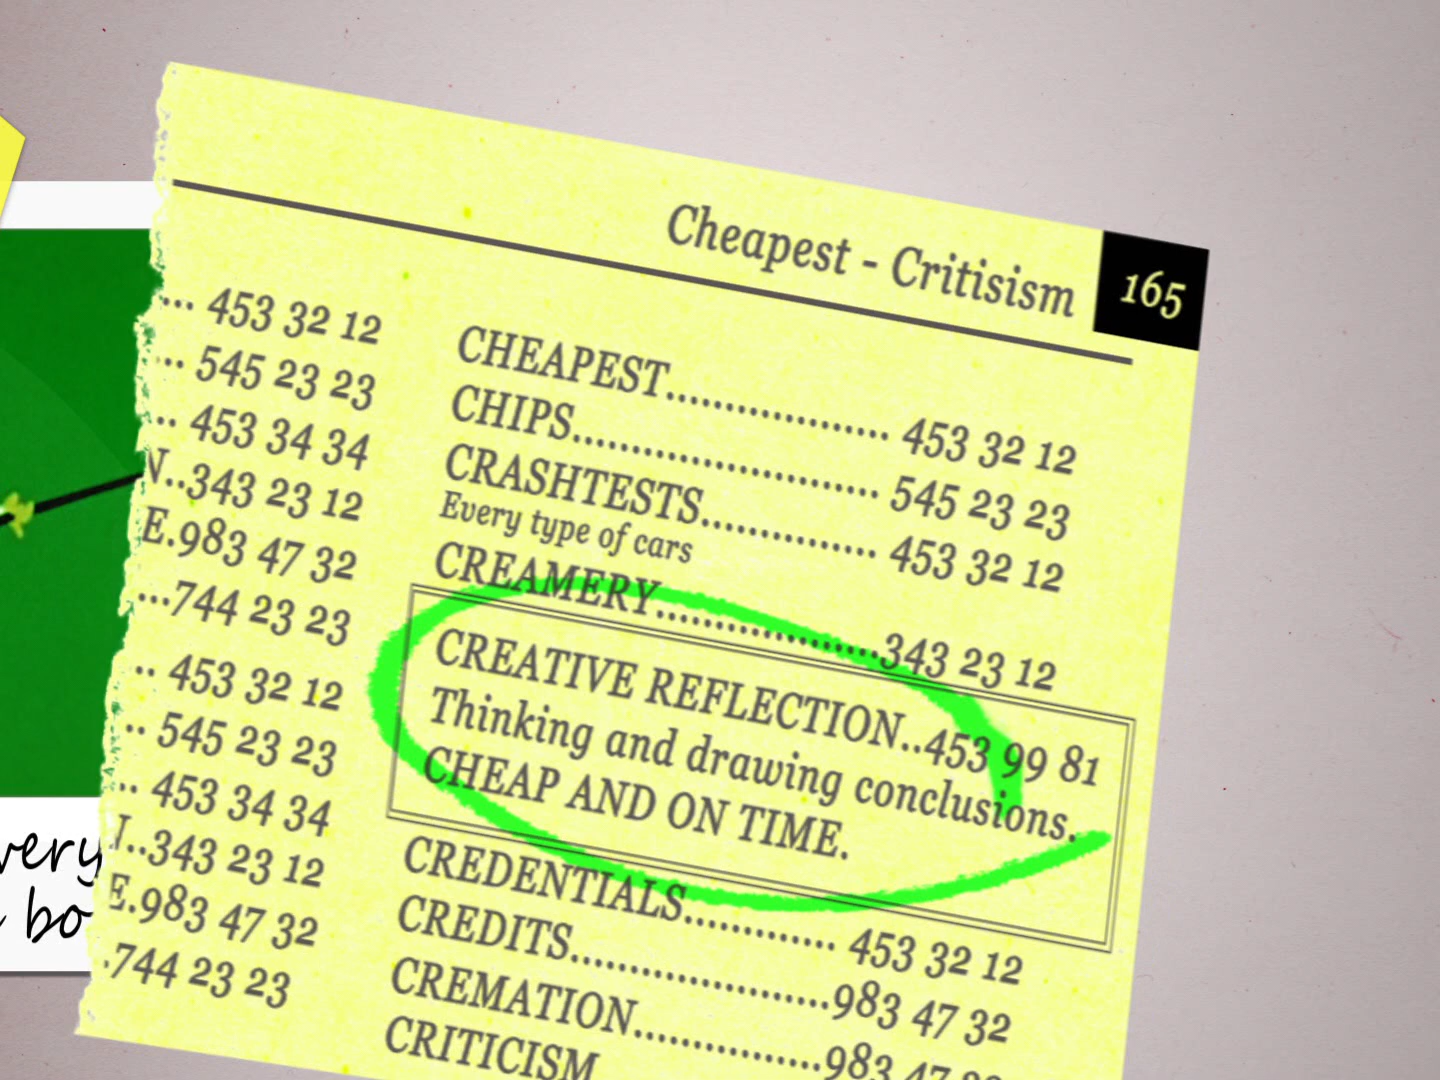 Cheapest - Critisism 165
... 453 32 12
... 545 23 23
... 453 34 34
..343 23 12
E.983 47 32
...744 23 23
.. 453 32 12
.. 545 23 23
.. 453 34 34
..343 23 12
E.983 47 32
.744 23 23
CHEAPEST................... 453 32 12
CHIPS.......................... 545 23 23
CRASHTESTS............... 453 32 12
Every type of cars
CREAMERY...................343 23 12
CREATIVE REFLECTION..453 99 81
Thinking and drawing conclusions.
CHEAP AND ON TIME.
CREDENTIALS............. 453 32 12
CREDITS......................983 47 32
CREMATION................983
CRITICISM
very
bo